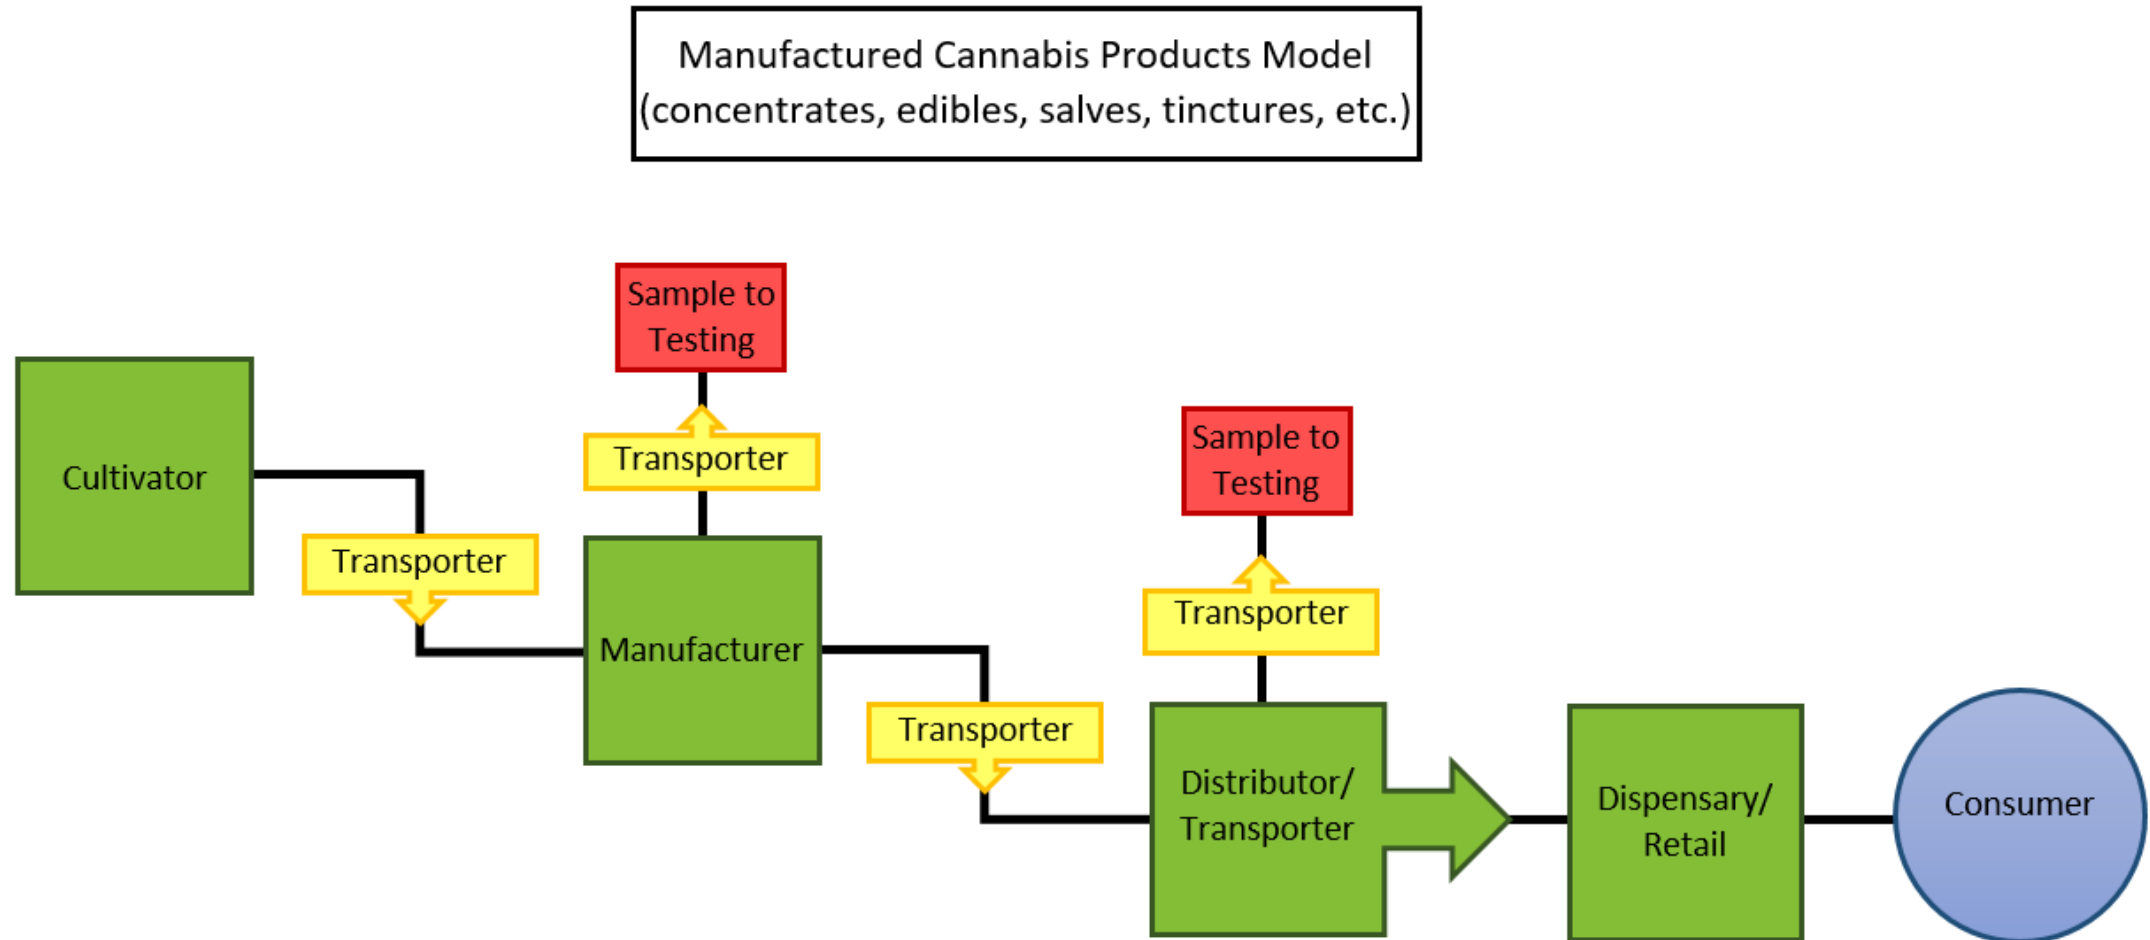 Manufactured Cannabis Products Model
(concentrates, edibles, salves, tinctures, etc.)
Sample to
Testing
Transporter
Cultivator
Transporter
Manufacturer
Sample to
Testing
Transporter
Transporter
Distributor/
Transporter
Dispensary/
Retail
Consumer